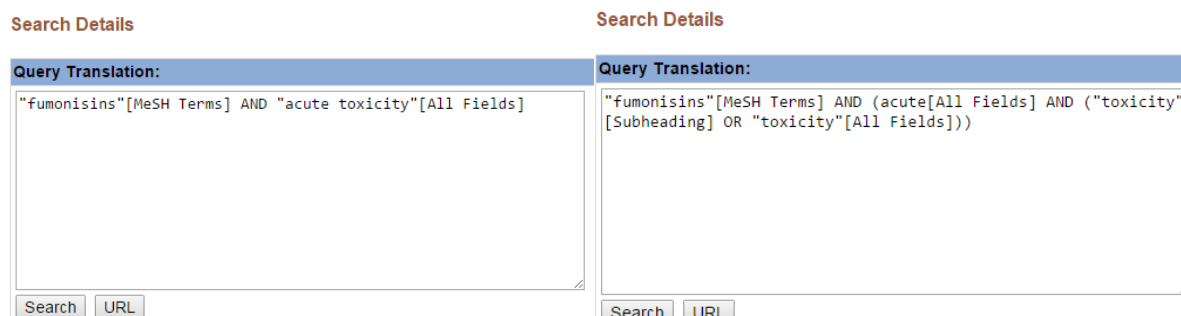 Search Details
Query Translation:
"fumonisins"[MeSH Terms] AND "acute toxicity"[All Fields]
Search URL
Search Details
Query Translation:
"fumonisins"[MeSH Terms] AND (acute[All Fields] AND ("toxicity"
[Subheading] OR "toxicity"[All Fields]))
Search URL